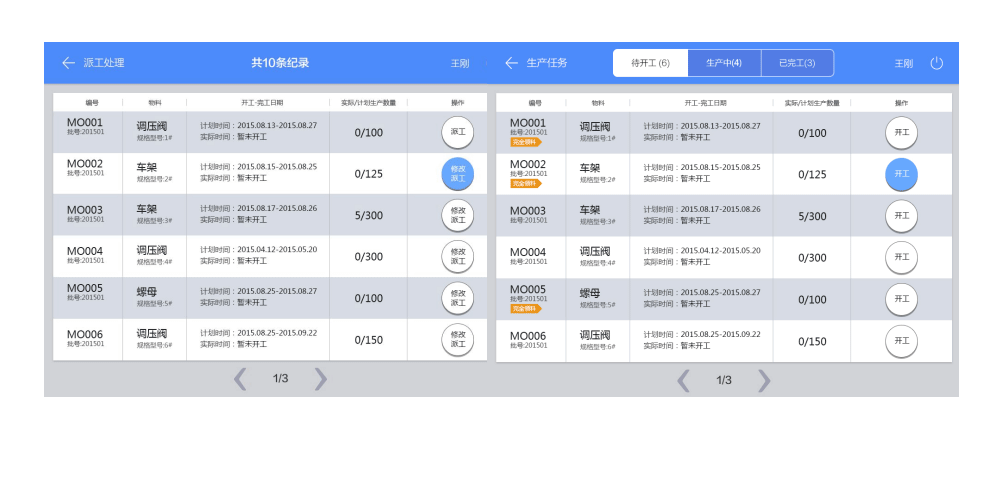 派工处理
共10条纪录
王刚
编号 物料 开工-完工日期 实际/计划生产数量 操作
MO001
批号:201501
调压阀
规格型号:1#
计划时间：2015.08.13-2015.08.27
实际时间：暂未开工
0/100
派工
MO002
批号:201501
车架
规格型号:2#
计划时间：2015.08.15-2015.08.25
实际时间：暂未开工
0/125
修改
派工
MO003
批号:201501
车架
规格型号:3#
计划时间：2015.08.17-2015.08.26
实际时间：暂未开工
5/300
修改
派工
MO004
批号:201501
调压阀
规格型号:4#
计划时间：2015.04.12-2015.05.20
实际时间：暂未开工
0/300
修改
派工
MO005
批号:201501
螺母
规格型号:5#
计划时间：2015.08.25-2017.08.27
实际时间：暂未开工
0/100
修改
派工
MO006
批号:201501
调压阀
规格型号:6#
计划时间：2015.08.25-2015.09.22
实际时间：暂未开工
0/150
修改
派工
1/3
生产任务
待开工 (6)
生产中(4)
已完工(3)
王刚
编号 物料 开工-完工日期 实际/计划生产数量 操作
MO001
批号:201501
完全领料
调压阀
规格型号:1#
计划时间：2015.08.13-2015.08.27
实际时间：暂未开工
0/100
开工
MO002
批号:201501
完全领料
车架
规格型号:2#
计划时间：2015.08.15-2015.08.25
实际时间：暂未开工
0/125
开工
MO003
批号:201501
车架
规格型号:3#
计划时间：2015.08.17-2015.08.26
实际时间：暂未开工
5/300
开工
MO004
批号:201501
调压阀
规格型号:4#
计划时间：2015.04.12-2015.05.20
实际时间：暂未开工
0/300
开工
MO005
批号:201501
完全领料
螺母
规格型号:5#
计划时间：2015.08.25-2015.08.27
实际时间：暂未开工
0/100
开工
MO006
批号:201501
调压阀
规格型号:6#
计划时间：2015.08.25-2015.09.22
实际时间：暂未开工
0/150
开工
1/3